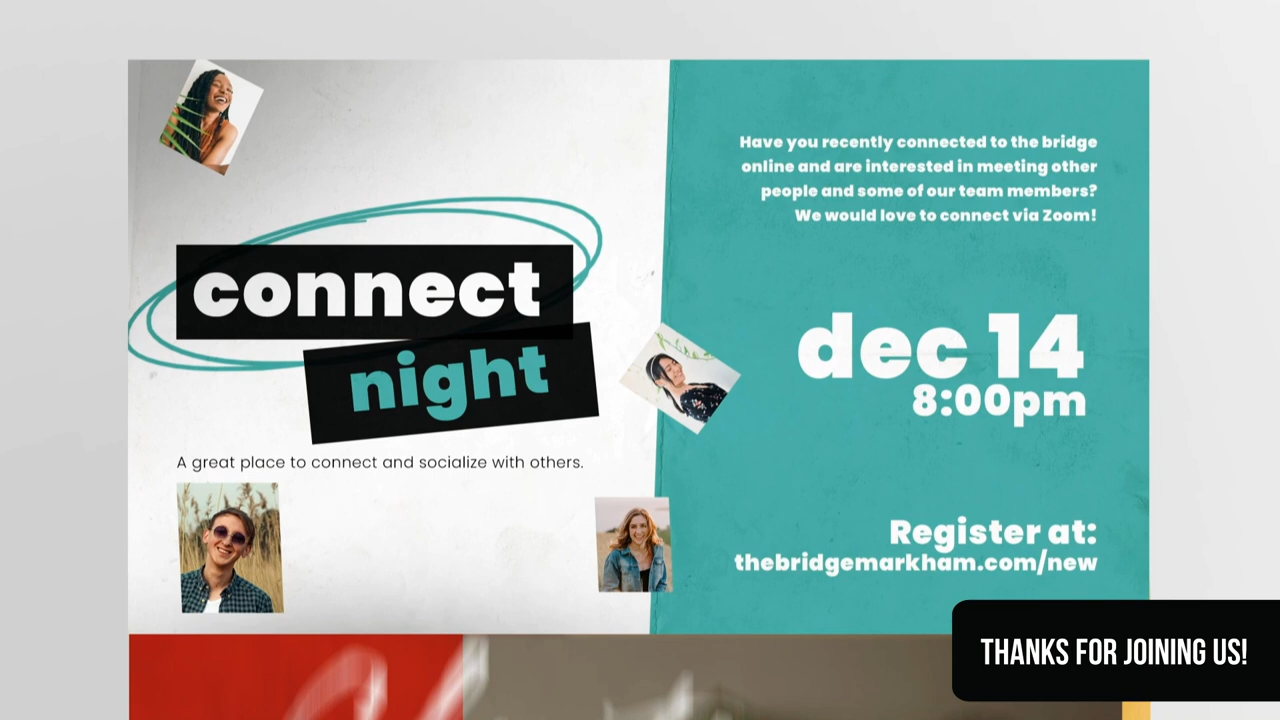 connect
night
A great place to connect and socialize with others.
Have you recently connected to the bridge
online and are interested in meeting other
people and some of our team members?
We would love to connect via Zoom!
dec 14
8:00pm
Register at:
thebridgemarkham.com/new
THANKS FOR JOINING US!